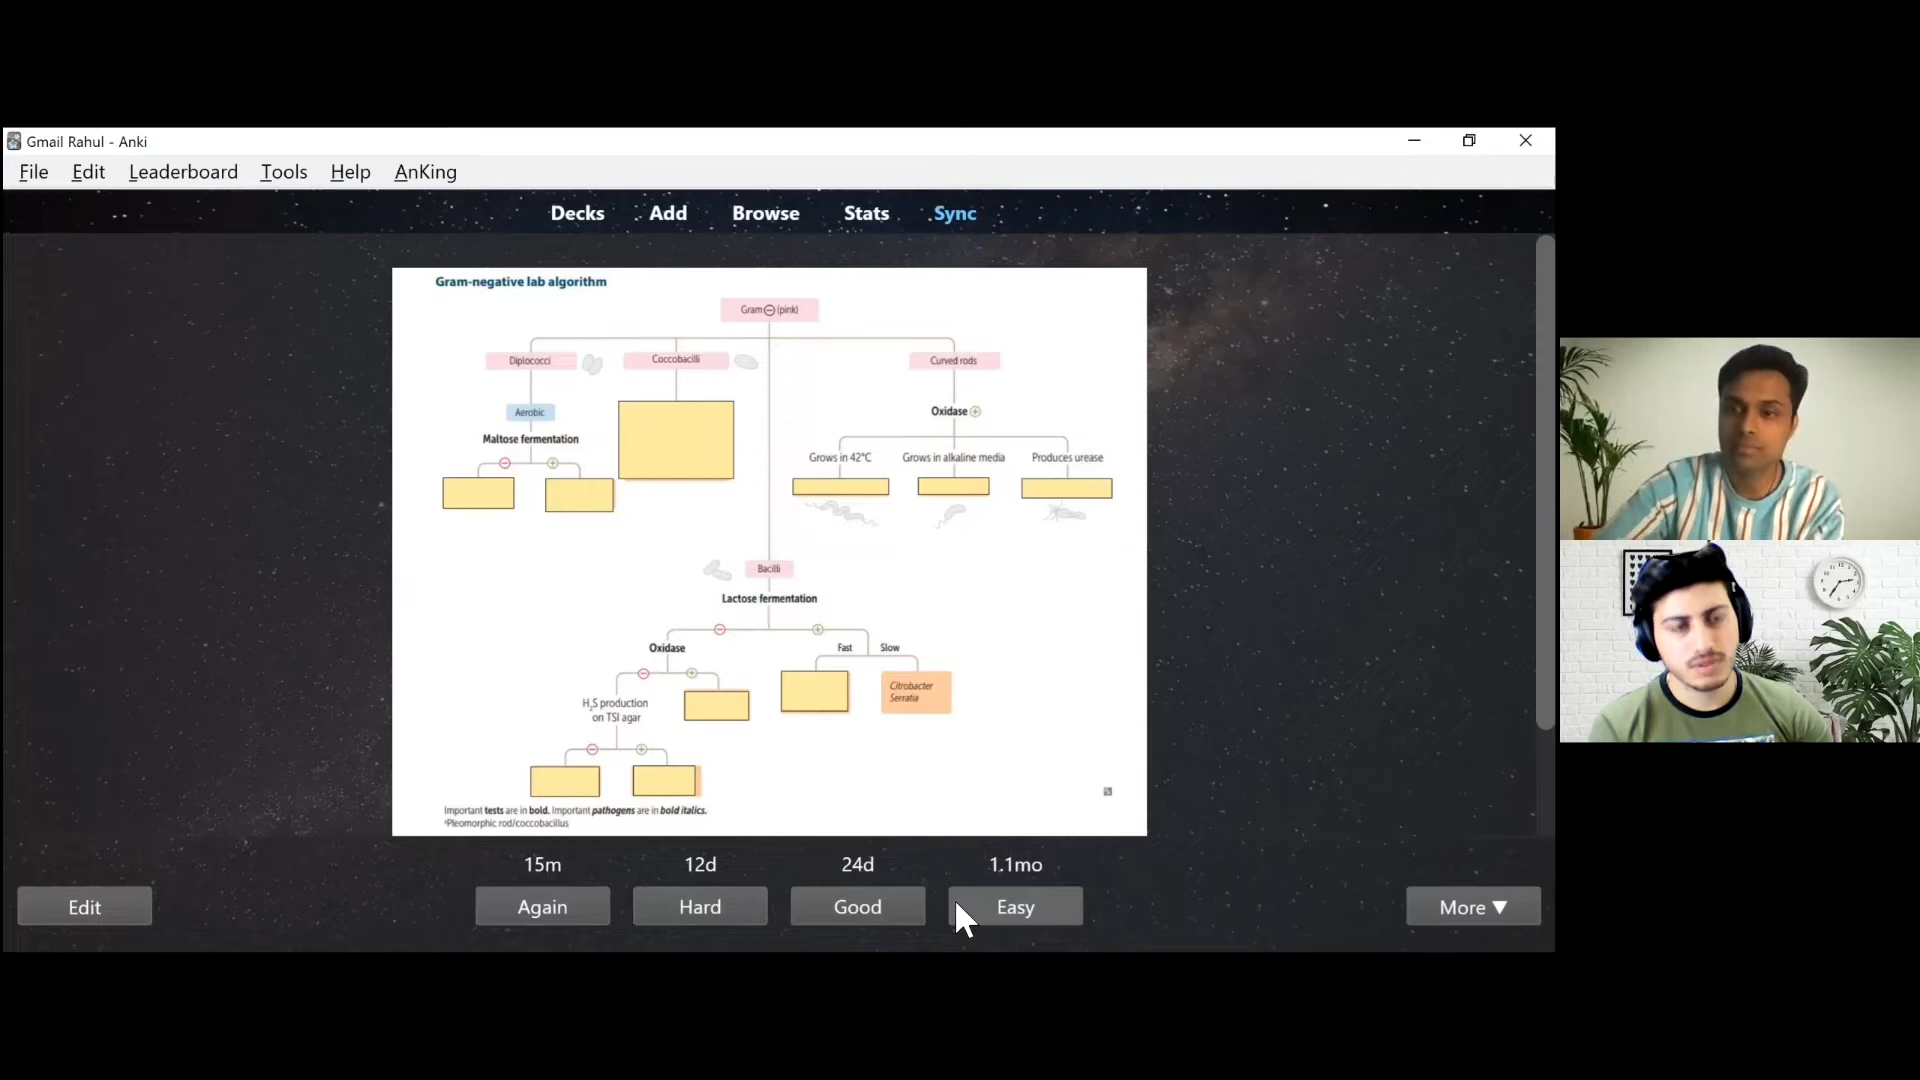 Gmail Rahul - Anki
File Edit Leaderboard Tools Help AnKing
Decks Add Browse Stats Sync
Gram-negative lab algorithm
Gram ⊖ (pink)
Diplococci Coccobacilli Curved rods
Aerobic
Oxidase ⊕
Maltose fermentation
Grows in 42°C Grows in alkaline media Produces urease
Bacilli
Lactose fermentation
Oxidase Fast Slow
Citrobacter
Serratia
H₂S production
on TSI agar
Important tests are in bold. Important pathogens are in bold italics.
ᵃPleomorphic rod/coccobacillus
15m 12d 24d 1.1mo
Edit Again Hard Good Easy More ▼